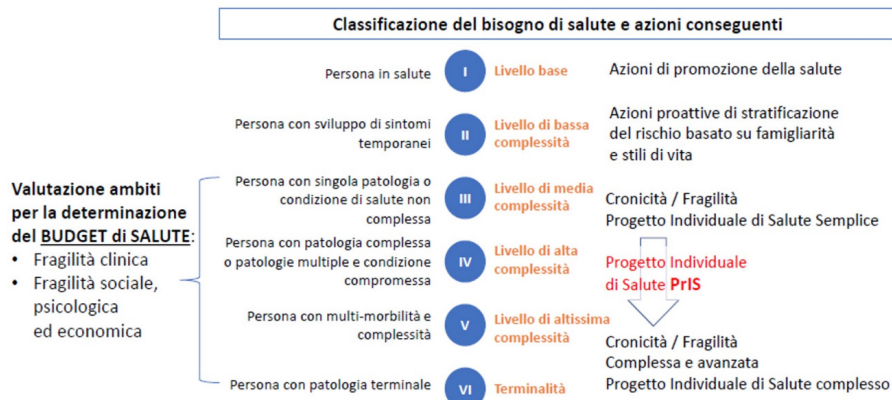 Classificazione del bisogno di salute e azioni conseguenti
Persona in salute
I
Livello base
Azioni di promozione della salute
Persona con sviluppo di sintomi
temporanei
II
Livello di bassa
complessità
Azioni proattive di stratificazione
del rischio basato su famigliarità
e stili di vita
Valutazione ambiti
per la determinazione
del BUDGET di SALUTE:
• Fragilità clinica
• Fragilità sociale,
psicologica
ed economica
Persona con singola patologia o
condizione di salute non
complessa
III
Livello di media
complessità
Cronicità / Fragilità
Progetto Individuale di Salute Semplice
Persona con patologia complessa
o patologie multiple e condizione
compromessa
IV
Livello di alta
complessità
Progetto Individuale
di Salute PrIS
Persona con multi-morbilità e
complessità
V
Livello di altissima
complessità
Cronicità / Fragilità
Complessa e avanzata
Progetto Individuale di Salute complesso
Persona con patologia terminale
VI
Terminalità